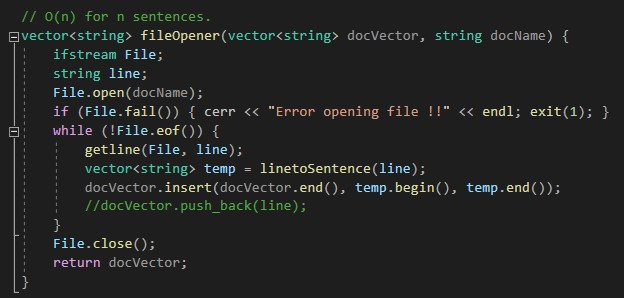 // O(n) for n sentences.
vector<string> fileOpener(vector<string> docVector, string docName) {
ifstream File;
string line;
File.open(docName);
if (File.fail()) { cerr << "Error opening file !!" << endl; exit(1); }
while (!File.eof()) {
getline(File, line);
vector<string> temp = linetoSentence(line);
docVector.insert(docVector.end(), temp.begin(), temp.end());
//docVector.push_back(line);
}
File.close();
return docVector;
}